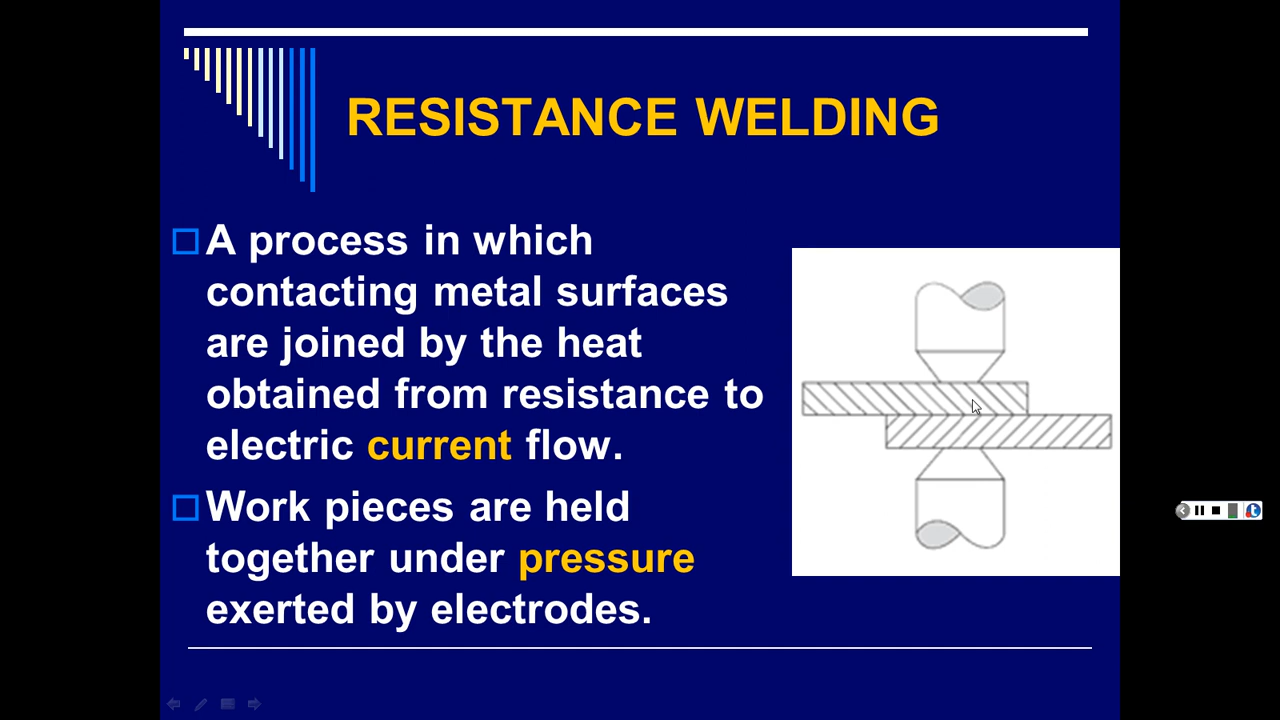 RESISTANCE WELDING
A process in which
contacting metal surfaces
are joined by the heat
obtained from resistance to
electric current flow.
Work pieces are held
together under pressure
exerted by electrodes.